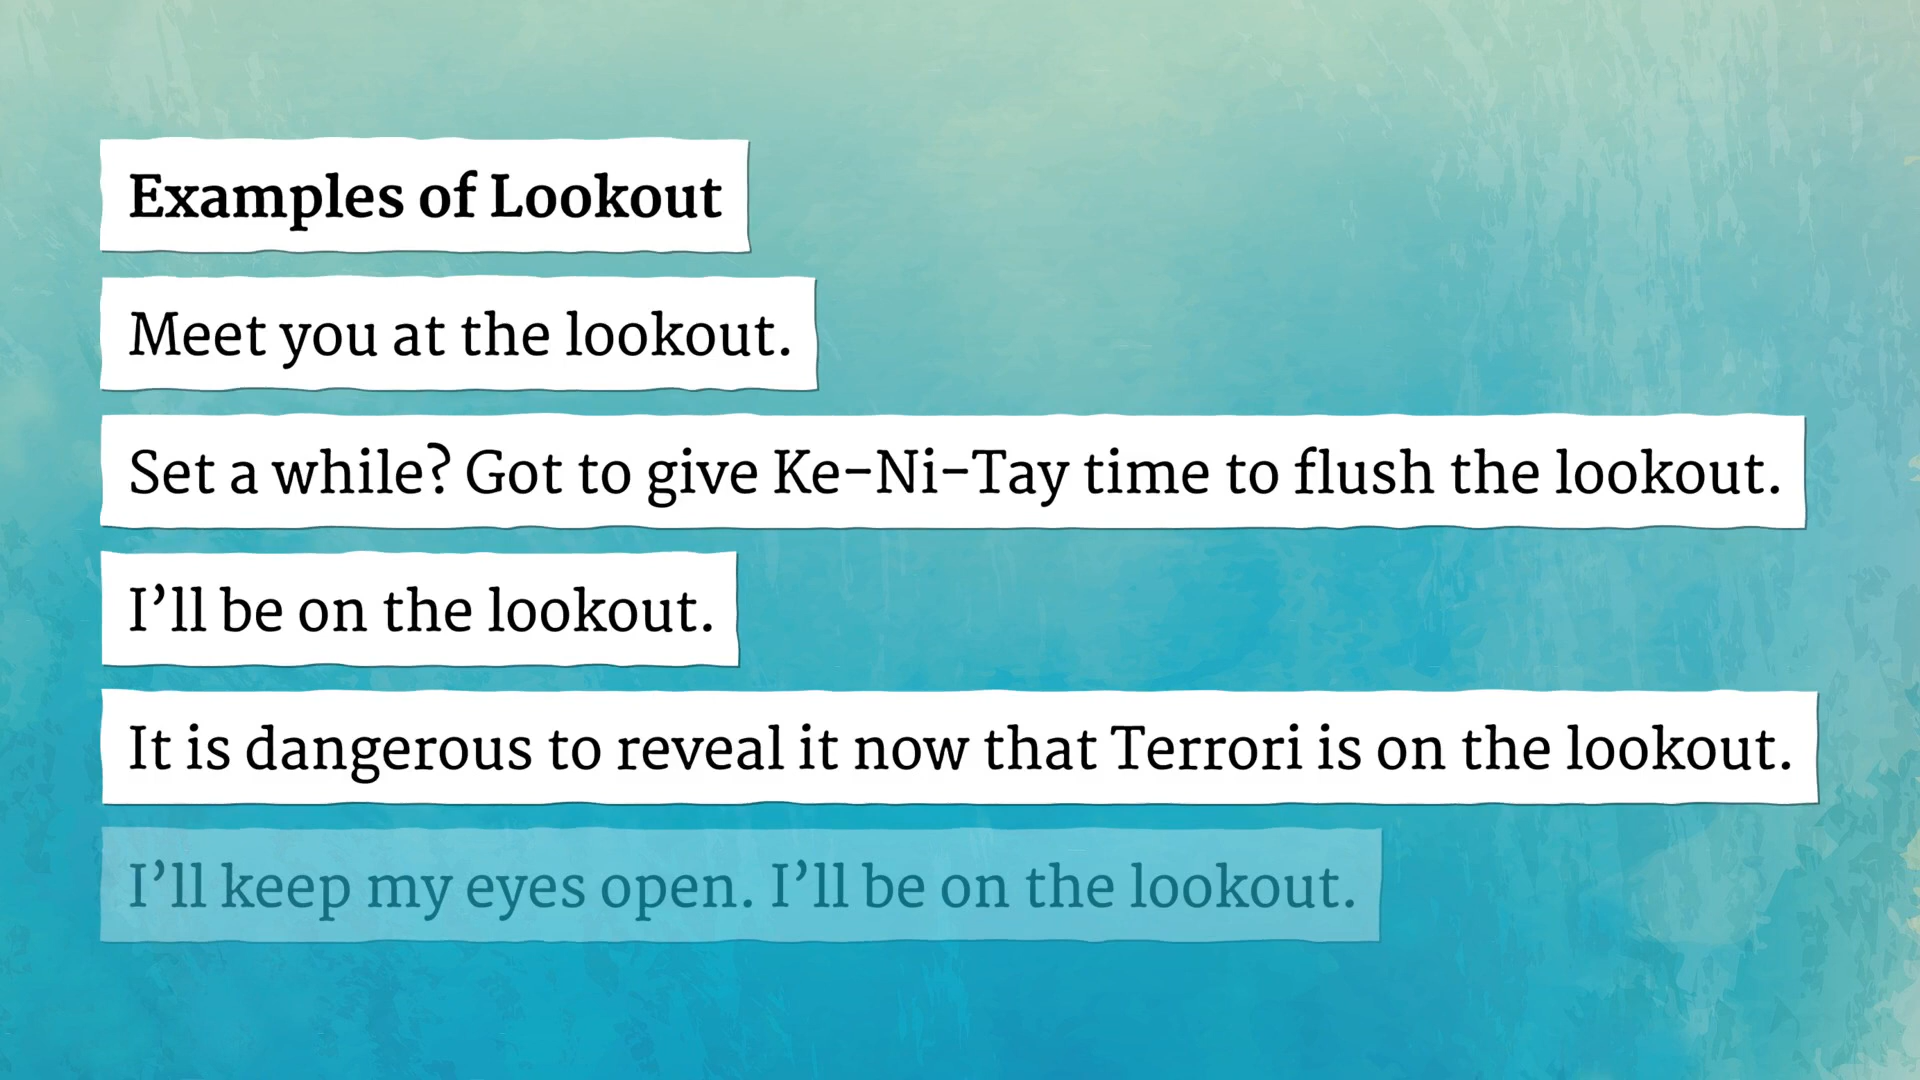 Examples of Lookout
Meet you at the lookout.
Set a while? Got to give Ke-Ni-Tay time to flush the lookout.
I’ll be on the lookout.
It is dangerous to reveal it now that Terrori is on the lookout.
I’ll keep my eyes open. I’ll be on the lookout.